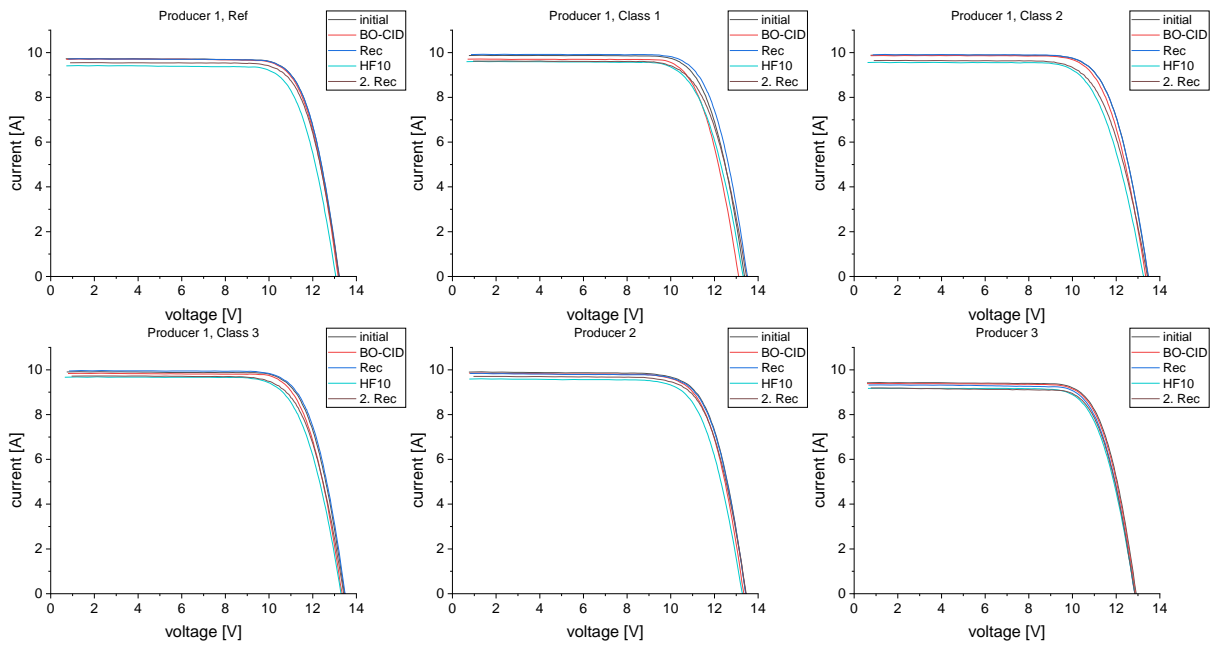 Producer 1, Ref
initial
BO-CID
Rec
HF10
2. Rec
current [A]
10
8
6
4
2
0
0 2 4 6 8 10 12 14
voltage [V]
Producer 1, Class 1
initial
BO-CID
Rec
HF10
2. Rec
current [A]
10
8
6
4
2
0
0 2 4 6 8 10 12 14
voltage [V]
Producer 1, Class 2
initial
BO-CID
Rec
HF10
2. Rec
current [A]
10
8
6
4
2
0
0 2 4 6 8 10 12 14
voltage [V]
Producer 1, Class 3
initial
BO-CID
Rec
HF10
2. Rec
current [A]
10
8
6
4
2
0
0 2 4 6 8 10 12 14
voltage [V]
Producer 2
initial
BO-CID
Rec
HF10
2. Rec
current [A]
10
8
6
4
2
0
0 2 4 6 8 10 12 14
voltage [V]
Producer 3
initial
BO-CID
Rec
HF10
2. Rec
current [A]
10
8
6
4
2
0
0 2 4 6 8 10 12 14
voltage [V]